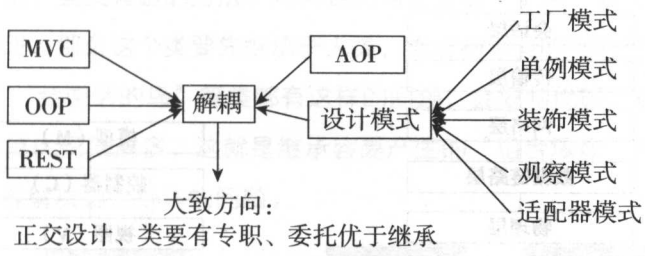 MVC
OOP
REST
解耦
AOP
设计模式
工厂模式
单例模式
装饰模式
观察模式
适配器模式
大致方向：
正交设计、类要有专职、委托优于继承